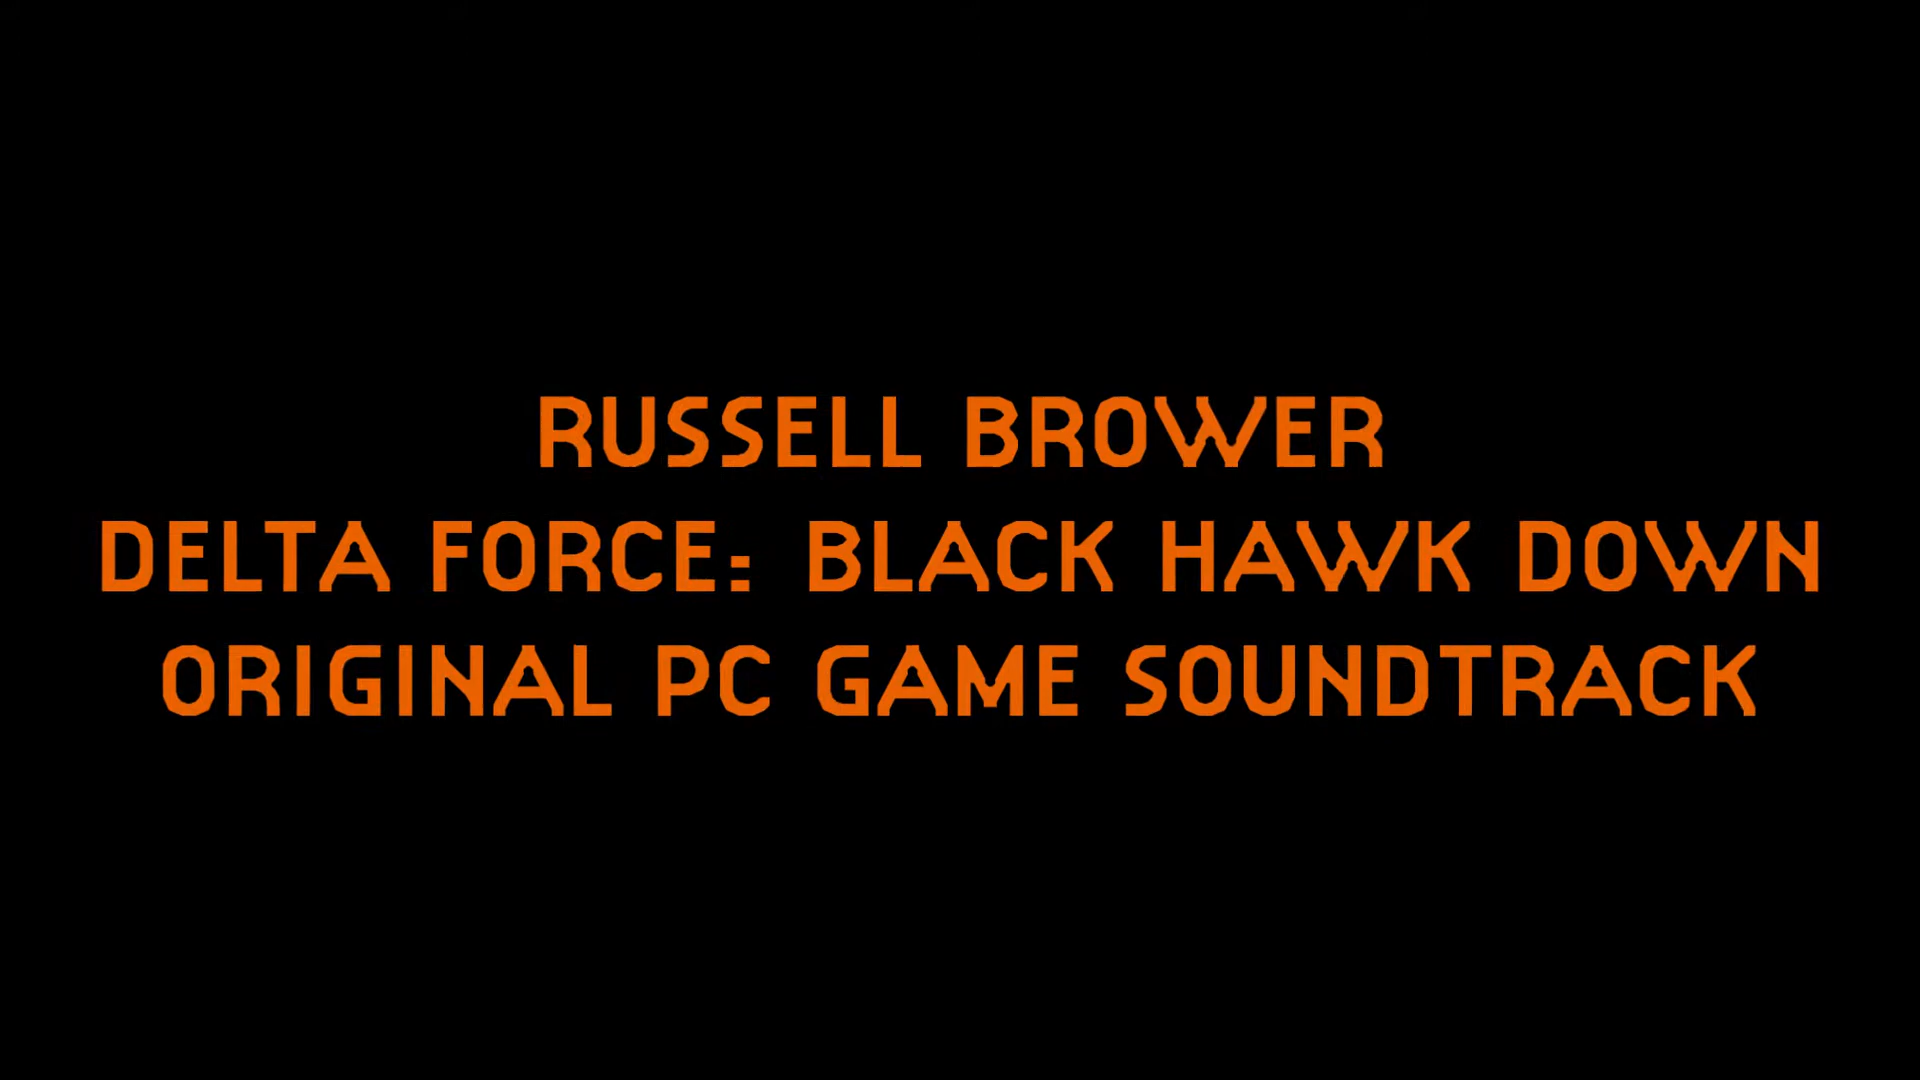 RUSSELL BROWER
DELTA FORCE: BLACK HAWK DOWN
ORIGINAL PC GAME SOUNDTRACK